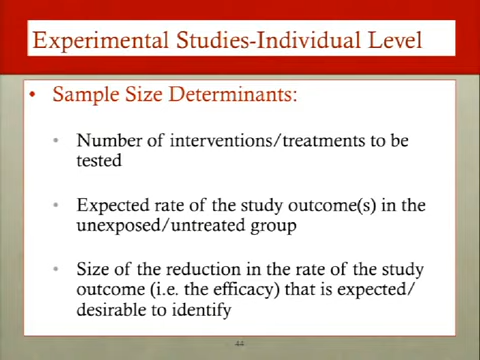 Experimental Studies-Individual Level
• Sample Size Determinants:
• Number of interventions/treatments to be
tested
• Expected rate of the study outcome(s) in the
unexposed/untreated group
• Size of the reduction in the rate of the study
outcome (i.e. the efficacy) that is expected/
desirable to identify
44